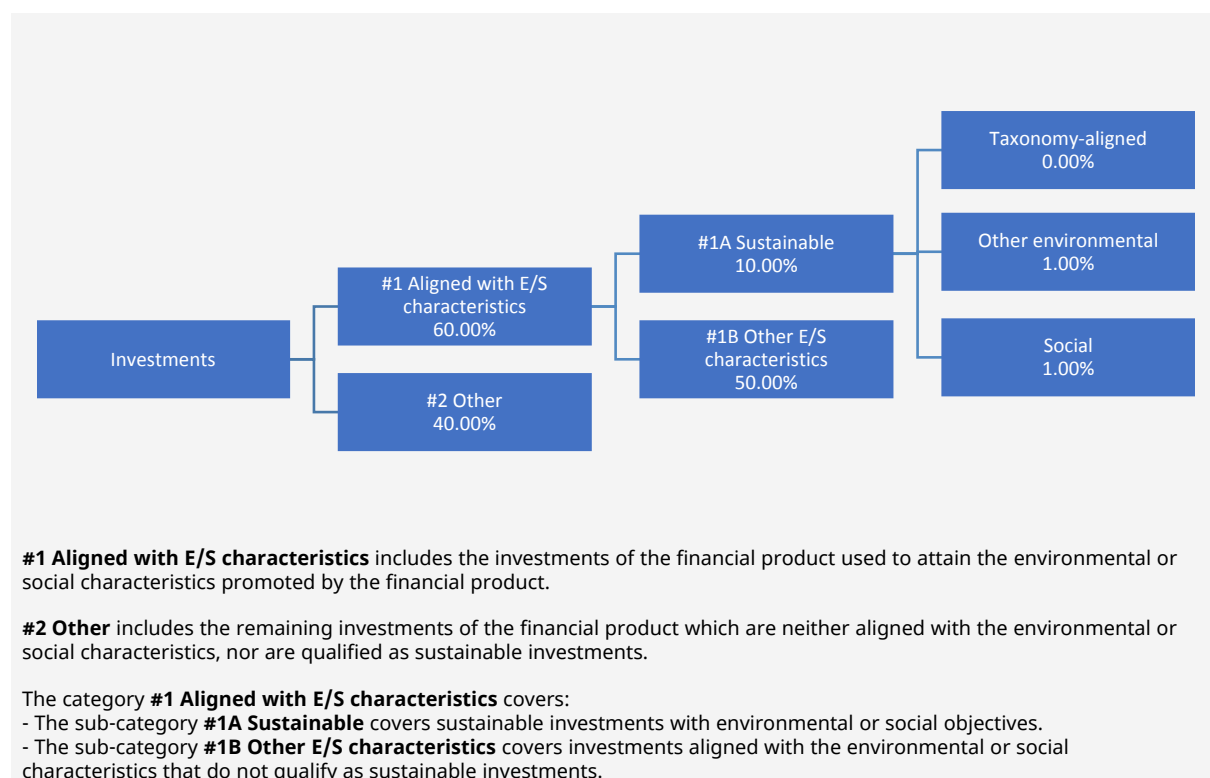 Investments
#1 Aligned with E/S
characteristics
60.00%
#2 Other
40.00%
#1A Sustainable
10.00%
#1B Other E/S
characteristics
50.00%
Taxonomy-aligned
0.00%
Other environmental
1.00%
Social
1.00%
#1 Aligned with E/S characteristics includes the investments of the financial product used to attain the environmental or
social characteristics promoted by the financial product.
#2 Other includes the remaining investments of the financial product which are neither aligned with the environmental or
social characteristics, nor are qualified as sustainable investments.
The category #1 Aligned with E/S characteristics covers:
- The sub-category #1A Sustainable covers sustainable investments with environmental or social objectives.
- The sub-category #1B Other E/S characteristics covers investments aligned with the environmental or social
characteristics that do not qualify as sustainable investments.